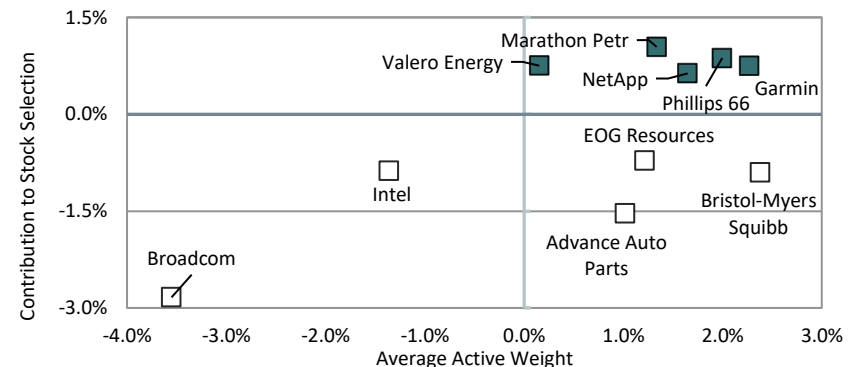 Contribution to Stock Selection
1.5%
0.0%
-1.5%
-3.0%
Marathon Petr
Valero Energy
NetApp
Phillips 66
Garmin
EOG Resources
Intel
Bristol-Myers
Squibb
Advance Auto
Parts
Broadcom
-4.0% -3.0% -2.0% -1.0% 0.0% 1.0% 2.0% 3.0%
Average Active Weight